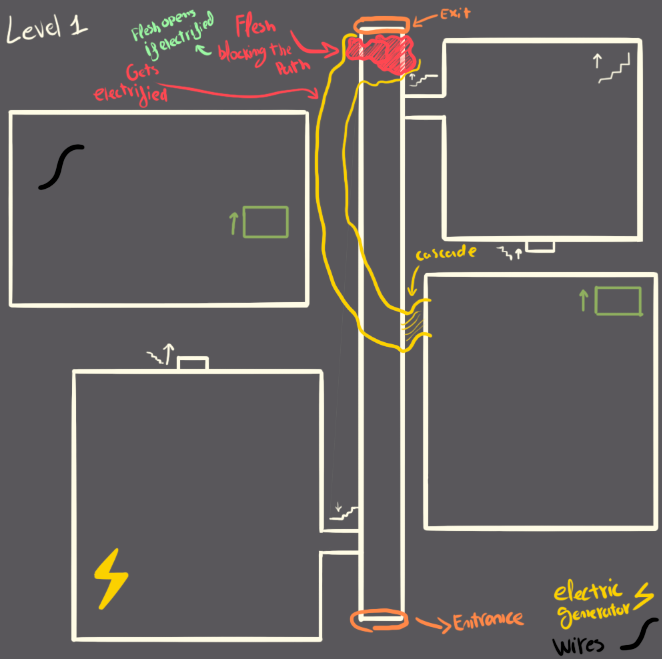 Level 1
Flesh opens
if electrified
Flesh
blocking the
Path
Gets
electrified
Exit
cascade
Entrance
electric
generator
wires